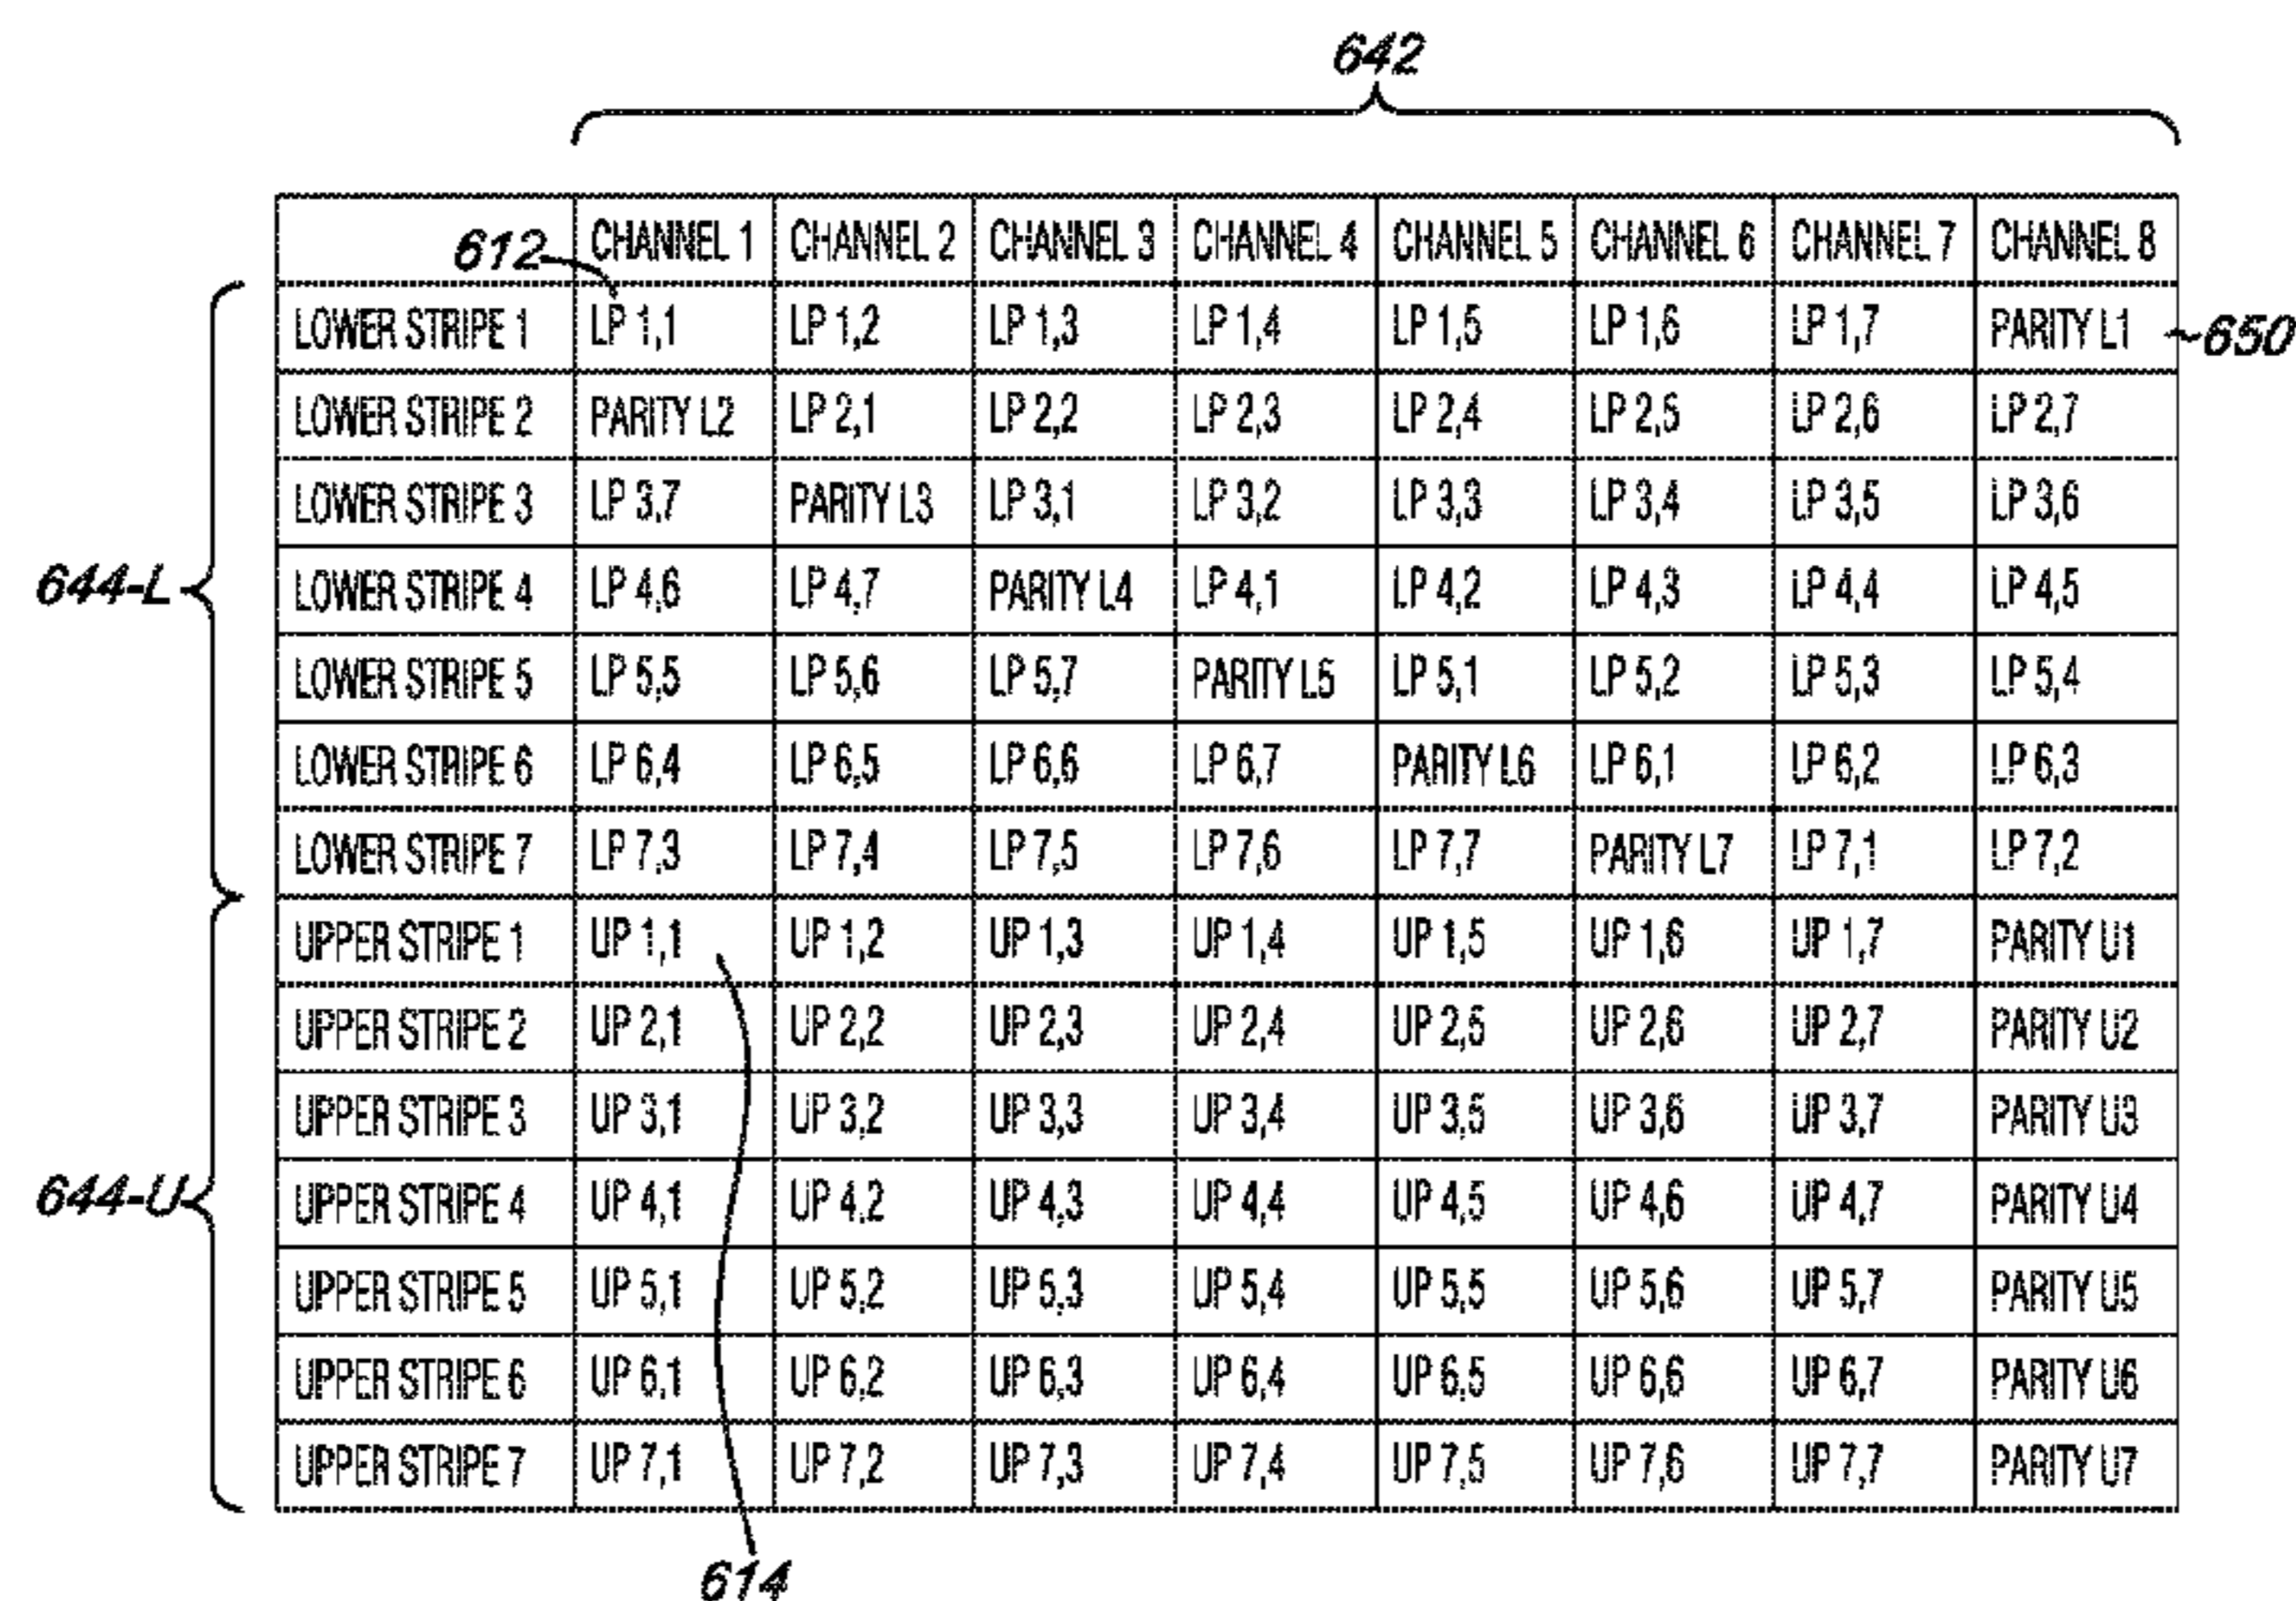 642
CHANNEL 1 CHANNEL 2 CHANNEL 3 CHANNEL 4 CHANNEL 5 CHANNEL 6 CHANNEL 7 CHANNEL 8
612
LOWER STRIPE 1 LP 1,1 LP 1,2 LP 1,3 LP 1,4 LP 1,5 LP 1,6 LP 1,7 PARITY L1
650
LOWER STRIPE 2 PARITY L2 LP 2,1 LP 2,2 LP 2,3 LP 2,4 LP 2,5 LP 2,6 LP 2,7
LOWER STRIPE 3 LP 3,7 PARITY L3 LP 3,1 LP 3,2 LP 3,3 LP 3,4 LP 3,5 LP 3,6
644-L
LOWER STRIPE 4 LP 4,6 LP 4,7 PARITY L4 LP 4,1 LP 4,2 LP 4,3 LP 4,4 LP 4,5
LOWER STRIPE 5 LP 5,5 LP 5,6 LP 5,7 PARITY L5 LP 5,1 LP 5,2 LP 5,3 LP 5,4
LOWER STRIPE 6 LP 6,4 LP 6,5 LP 6,6 LP 6,7 PARITY L6 LP 6,1 LP 6,2 LP 6,3
LOWER STRIPE 7 LP 7,3 LP 7,4 LP 7,5 LP 7,6 LP 7,7 PARITY L7 LP 7,1 LP 7,2
UPPER STRIPE 1 UP 1,1 UP 1,2 UP 1,3 UP 1,4 UP 1,5 UP 1,6 UP 1,7 PARITY U1
UPPER STRIPE 2 UP 2,1 UP 2,2 UP 2,3 UP 2,4 UP 2,5 UP 2,6 UP 2,7 PARITY U2
UPPER STRIPE 3 UP 3,1 UP 3,2 UP 3,3 UP 3,4 UP 3,5 UP 3,6 UP 3,7 PARITY U3
644-U
UPPER STRIPE 4 UP 4,1 UP 4,2 UP 4,3 UP 4,4 UP 4,5 UP 4,6 UP 4,7 PARITY U4
UPPER STRIPE 5 UP 5,1 UP 5,2 UP 5,3 UP 5,4 UP 5,5 UP 5,6 UP 5,7 PARITY U5
UPPER STRIPE 6 UP 6,1 UP 6,2 UP 6,3 UP 6,4 UP 6,5 UP 6,6 UP 6,7 PARITY U6
UPPER STRIPE 7 UP 7,1 UP 7,2 UP 7,3 UP 7,4 UP 7,5 UP 7,6 UP 7,7 PARITY U7
614